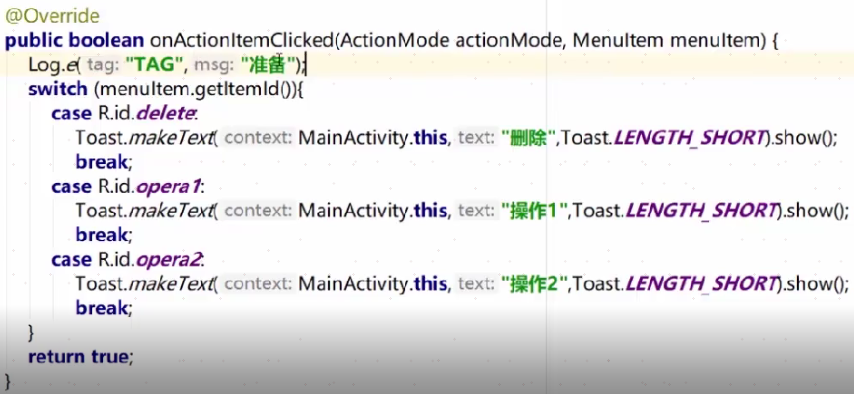 @Override
public boolean onActionItemClicked(ActionMode actionMode, MenuItem menuItem) {
Log.e( tag: "TAG", msg: "准备");
switch (menuItem.getItemId()){
case R.id.delete:
Toast.makeText( context: MainActivity.this, text: "删除",Toast.LENGTH_SHORT).show();
break;
case R.id.opera1:
Toast.makeText( context: MainActivity.this, text: "操作1",Toast.LENGTH_SHORT).show();
break;
case R.id.opera2:
Toast.makeText( context: MainActivity.this, text: "操作2",Toast.LENGTH_SHORT).show();
break;
}
return true;
}